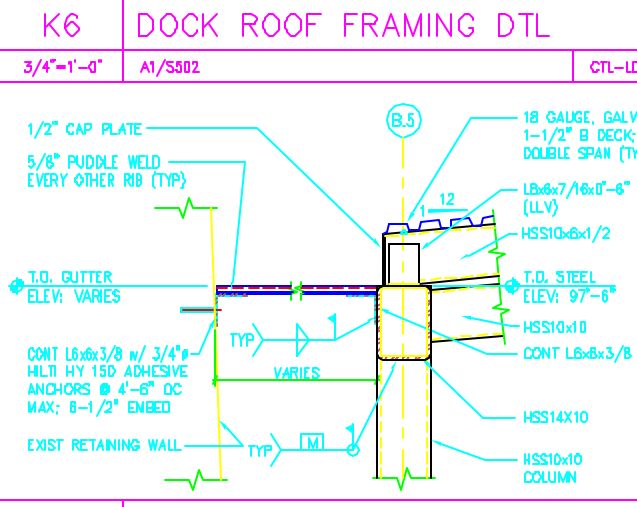 K6 DOCK ROOF FRAMING DTL
3/4"=1'-0" A1/S502
1/2" CAP PLATE
5/8" PUDDLE WELD
EVERY OTHER RIB (TYP)
B.5
18 GAUGE, GALV
1-1/2" B DECK;
DOUBLE SPAN (TY
12
1
L8x6x7/16x0'-6"
(LLV)
HSS10x6x1/2
T.O. GUTTER
ELEV: VARIES
T.O. STEEL
ELEV: 97'-6"
HSS10x10
TYP
CONT L6x6x3/8 w/ 3/4"ø
HILTI HY 150 ADHESIVE
ANCHORS @ 4'-6" OC
MAX; 6-1/2" EMBED
VARIES
CONT L6x6x3/8
HSS14X10
EXIST RETAINING WALL
TYP
M
HSS10x10
COLUMN